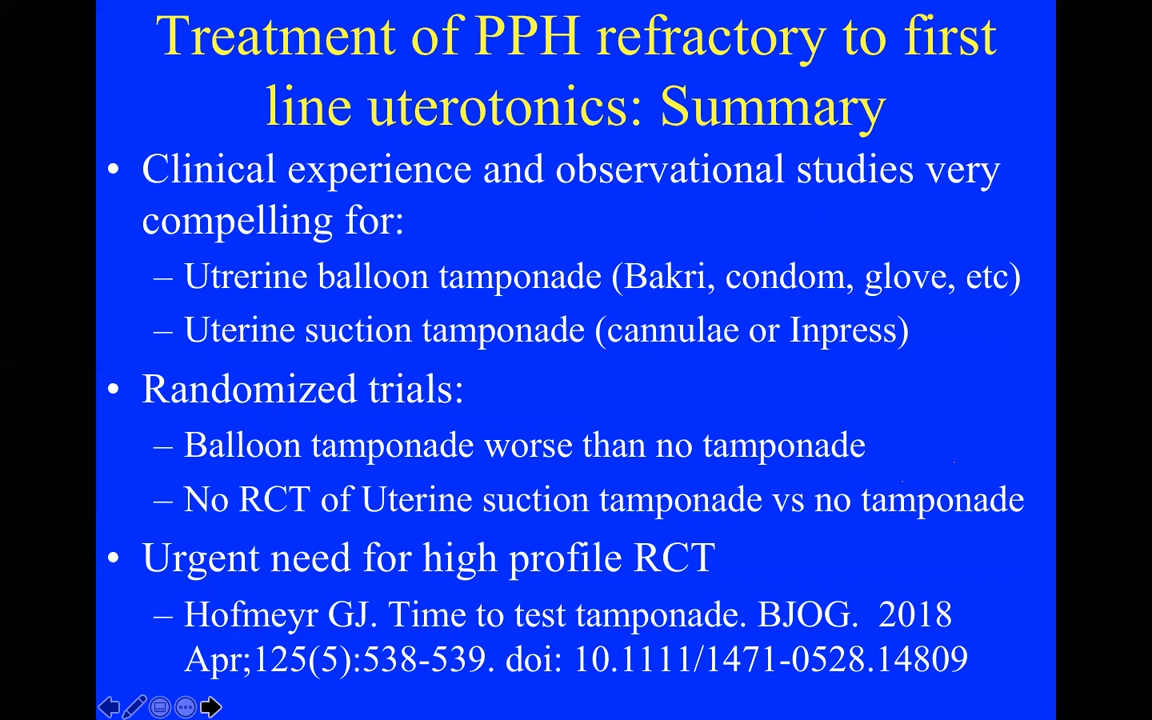 Treatment of PPH refractory to first
line uterotonics: Summary
• Clinical experience and observational studies very
compelling for:
– Utrerine balloon tamponade (Bakri, condom, glove, etc)
– Uterine suction tamponade (cannulae or Inpress)
• Randomized trials:
– Balloon tamponade worse than no tamponade
– No RCT of Uterine suction tamponade vs no tamponade
• Urgent need for high profile RCT
– Hofmeyr GJ. Time to test tamponade. BJOG.  2018
Apr;125(5):538-539. doi: 10.1111/1471-0528.14809